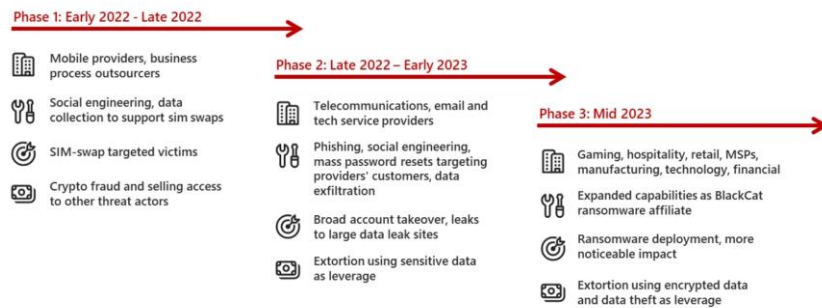 Phase 1: Early 2022 - Late 2022
Mobile providers, business
process outsourcers
Social engineering, data
collection to support sim swaps
SIM-swap targeted victims
Crypto fraud and selling access
to other threat actors
Phase 2: Late 2022 – Early 2023
Telecommunications, email and
tech service providers
Phishing, social engineering,
mass password resets targeting
providers' customers, data
exfiltration
Broad account takeover, leaks
to large data leak sites
Extortion using sensitive data
as leverage
Phase 3: Mid 2023
Gaming, hospitality, retail, MSPs,
manufacturing, technology, financial
Expanded capabilities as BlackCat
ransomware affiliate
Ransomware deployment, more
noticeable impact
Extortion using encrypted data
and data theft as leverage